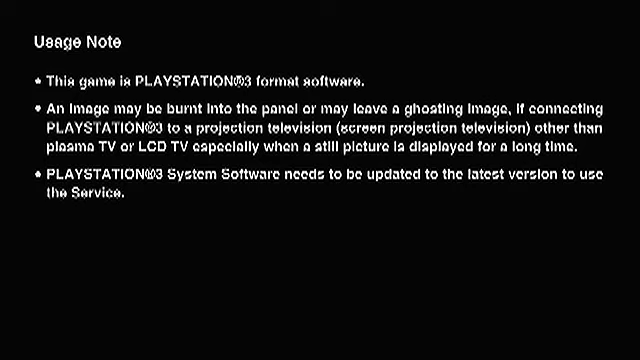 Usage Note
• This game is PLAYSTATION®3 format software.
• An image may be burnt into the panel or may leave a ghosting image, if connecting
PLAYSTATION®3 to a projection television (screen projection television) other than
plasma TV or LCD TV especially when a still picture is displayed for a long time.
• PLAYSTATION®3 System Software needs to be updated to the latest version to use
the Service.